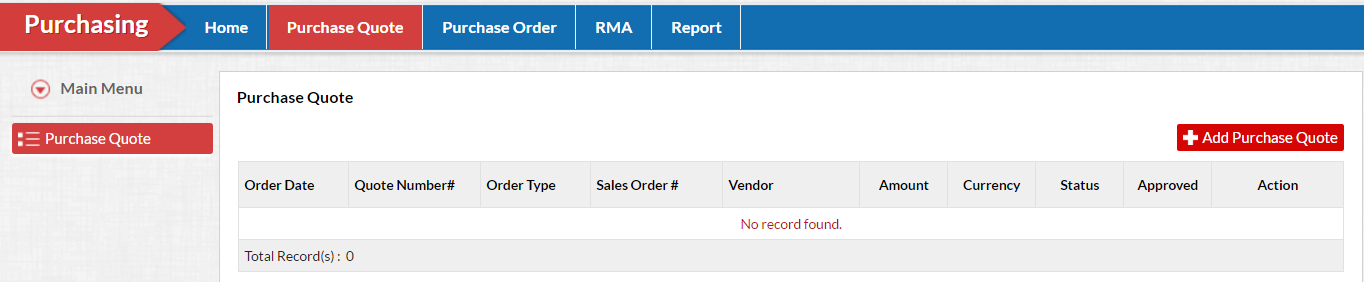 Purchasing Home Purchase Quote Purchase Order RMA Report
Main Menu
Purchase Quote
Purchase Quote
Add Purchase Quote
Order Date Quote Number# Order Type Sales Order # Vendor Amount Currency Status Approved Action
No record found.
Total Record(s) : 0